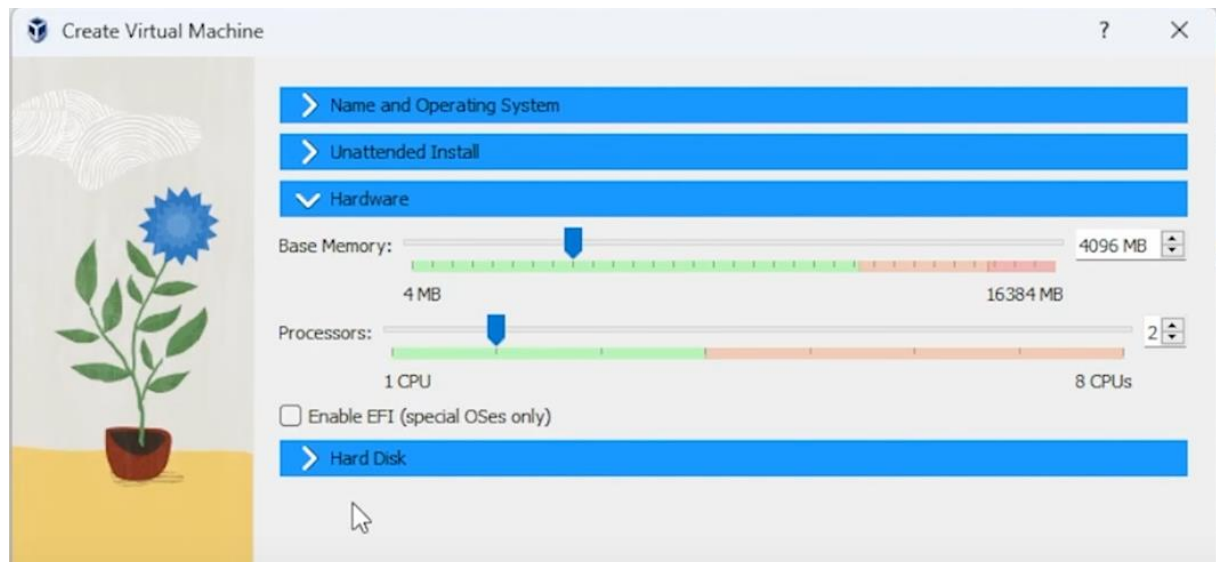 Create Virtual Machine ?
Name and Operating System
Unattended Install
Hardware
Base Memory: 4096 MB
4 MB 16384 MB
Processors: 2
1 CPU 8 CPUs
Enable EFI (special OSes only)
Hard Disk